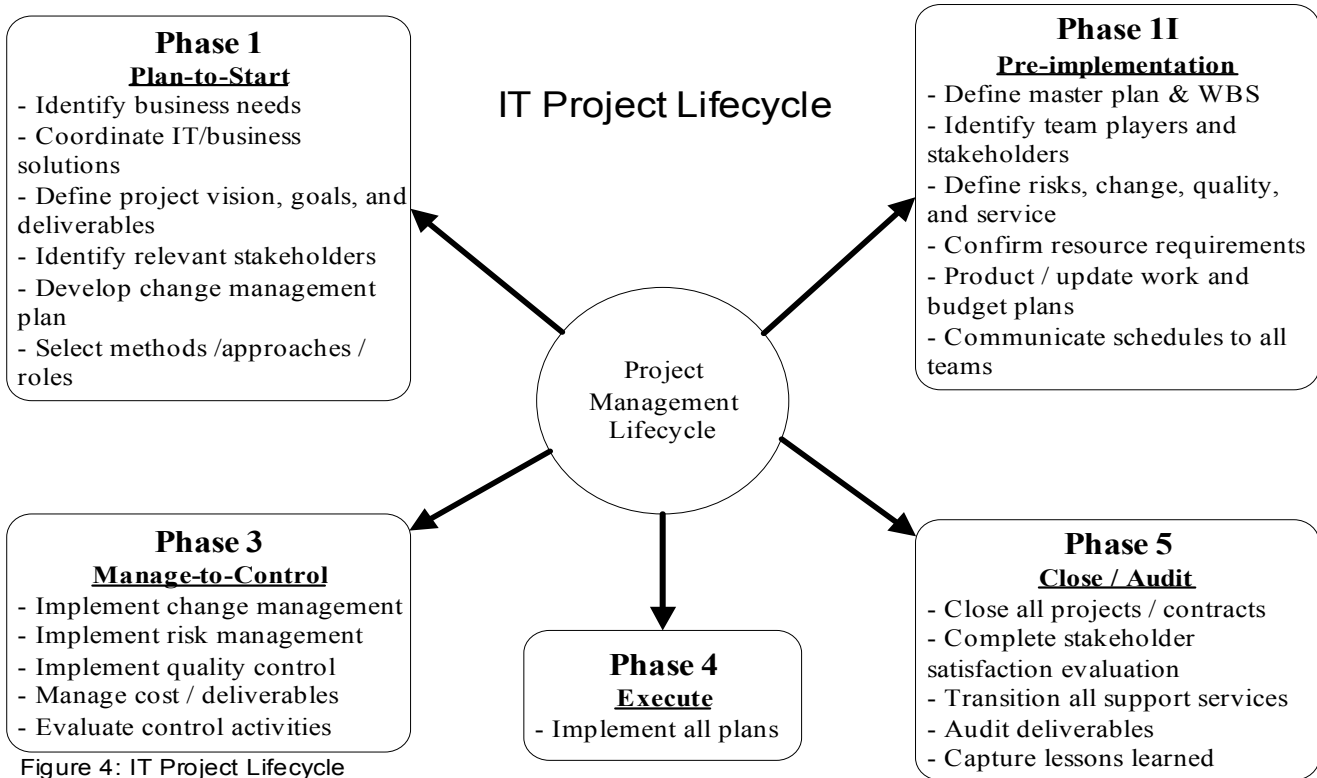 IT Project Lifecycle
Phase 1
Plan-to-Start
- Identify business needs
- Coordinate IT/business
solutions
- Define project vision, goals, and
deliverables
- Identify relevant stakeholders
- Develop change management
plan
- Select methods /approaches /
roles
Phase 1I
Pre-implementation
- Define master plan & WBS
- Identify team players and
stakeholders
- Define risks, change, quality,
and service
- Confirm resource requirements
- Product / update work and
budget plans
- Communicate schedules to all
teams
Project
Management
Lifecycle
Phase 3
Manage-to-Control
- Implement change management
- Implement risk management
- Implement quality control
- Manage cost / deliverables
- Evaluate control activities
Phase 4
Execute
- Implement all plans
Phase 5
Close / Audit
- Close all projects / contracts
- Complete stakeholder
satisfaction evaluation
- Transition all support services
- Audit deliverables
- Capture lessons learned
Figure 4: IT Project Lifecycle